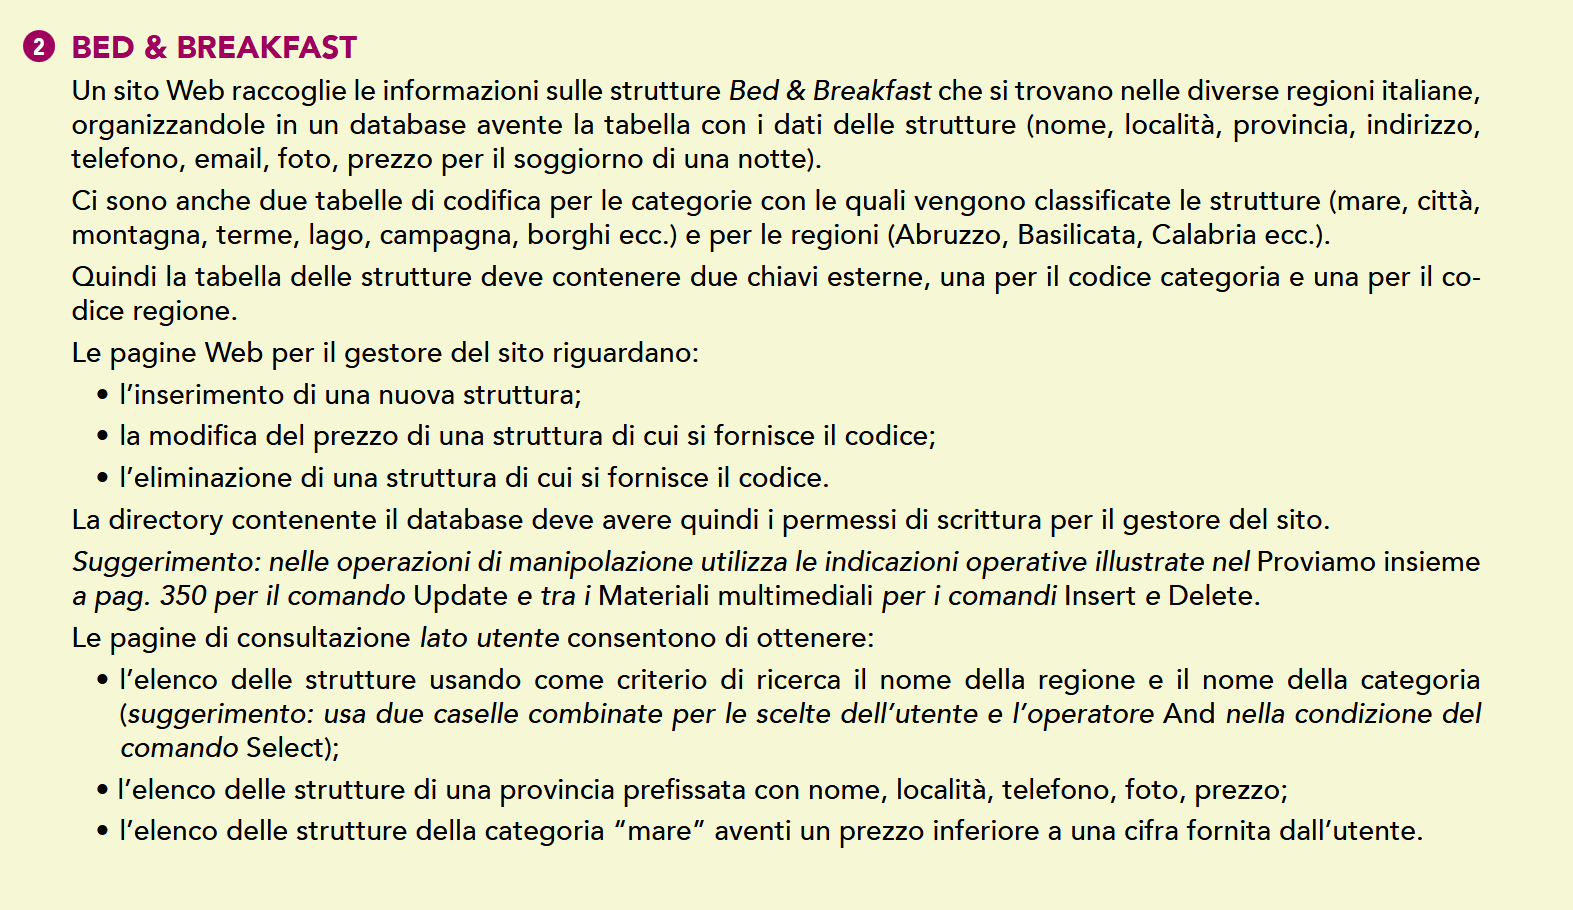 2 BED & BREAKFAST
Un sito Web raccoglie le informazioni sulle strutture Bed & Breakfast che si trovano nelle diverse regioni italiane,
organizzandole in un database avente la tabella con i dati delle strutture (nome, località, provincia, indirizzo,
telefono, email, foto, prezzo per il soggiorno di una notte).
Ci sono anche due tabelle di codifica per le categorie con le quali vengono classificate le strutture (mare, città,
montagna, terme, lago, campagna, borghi ecc.) e per le regioni (Abruzzo, Basilicata, Calabria ecc.).
Quindi la tabella delle strutture deve contenere due chiavi esterne, una per il codice categoria e una per il co-
dice regione.
Le pagine Web per il gestore del sito riguardano:
• l’inserimento di una nuova struttura;
• la modifica del prezzo di una struttura di cui si fornisce il codice;
• l’eliminazione di una struttura di cui si fornisce il codice.
La directory contenente il database deve avere quindi i permessi di scrittura per il gestore del sito.
Suggerimento: nelle operazioni di manipolazione utilizza le indicazioni operative illustrate nel Proviamo insieme
a pag. 350 per il comando Update e tra i Materiali multimediali per i comandi Insert e Delete.
Le pagine di consultazione lato utente consentono di ottenere:
• l’elenco delle strutture usando come criterio di ricerca il nome della regione e il nome della categoria
(suggerimento: usa due caselle combinate per le scelte dell’utente e l’operatore And nella condizione del
comando Select);
• l’elenco delle strutture di una provincia prefissata con nome, località, telefono, foto, prezzo;
• l’elenco delle strutture della categoria “mare” aventi un prezzo inferiore a una cifra fornita dall’utente.